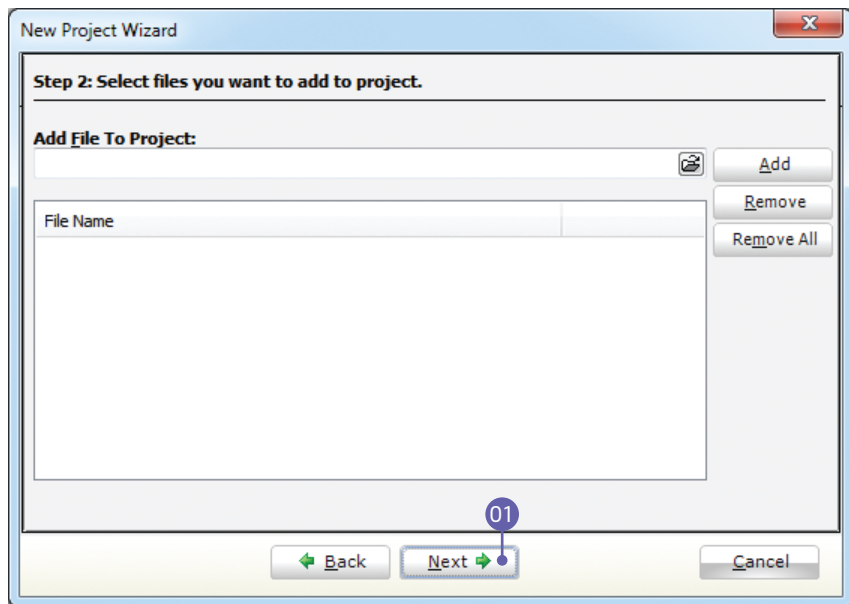 New Project Wizard
Step 2: Select files you want to add to project.
Add File To Project:
Add
Remove
File Name
Remove All
01
Back Next Cancel